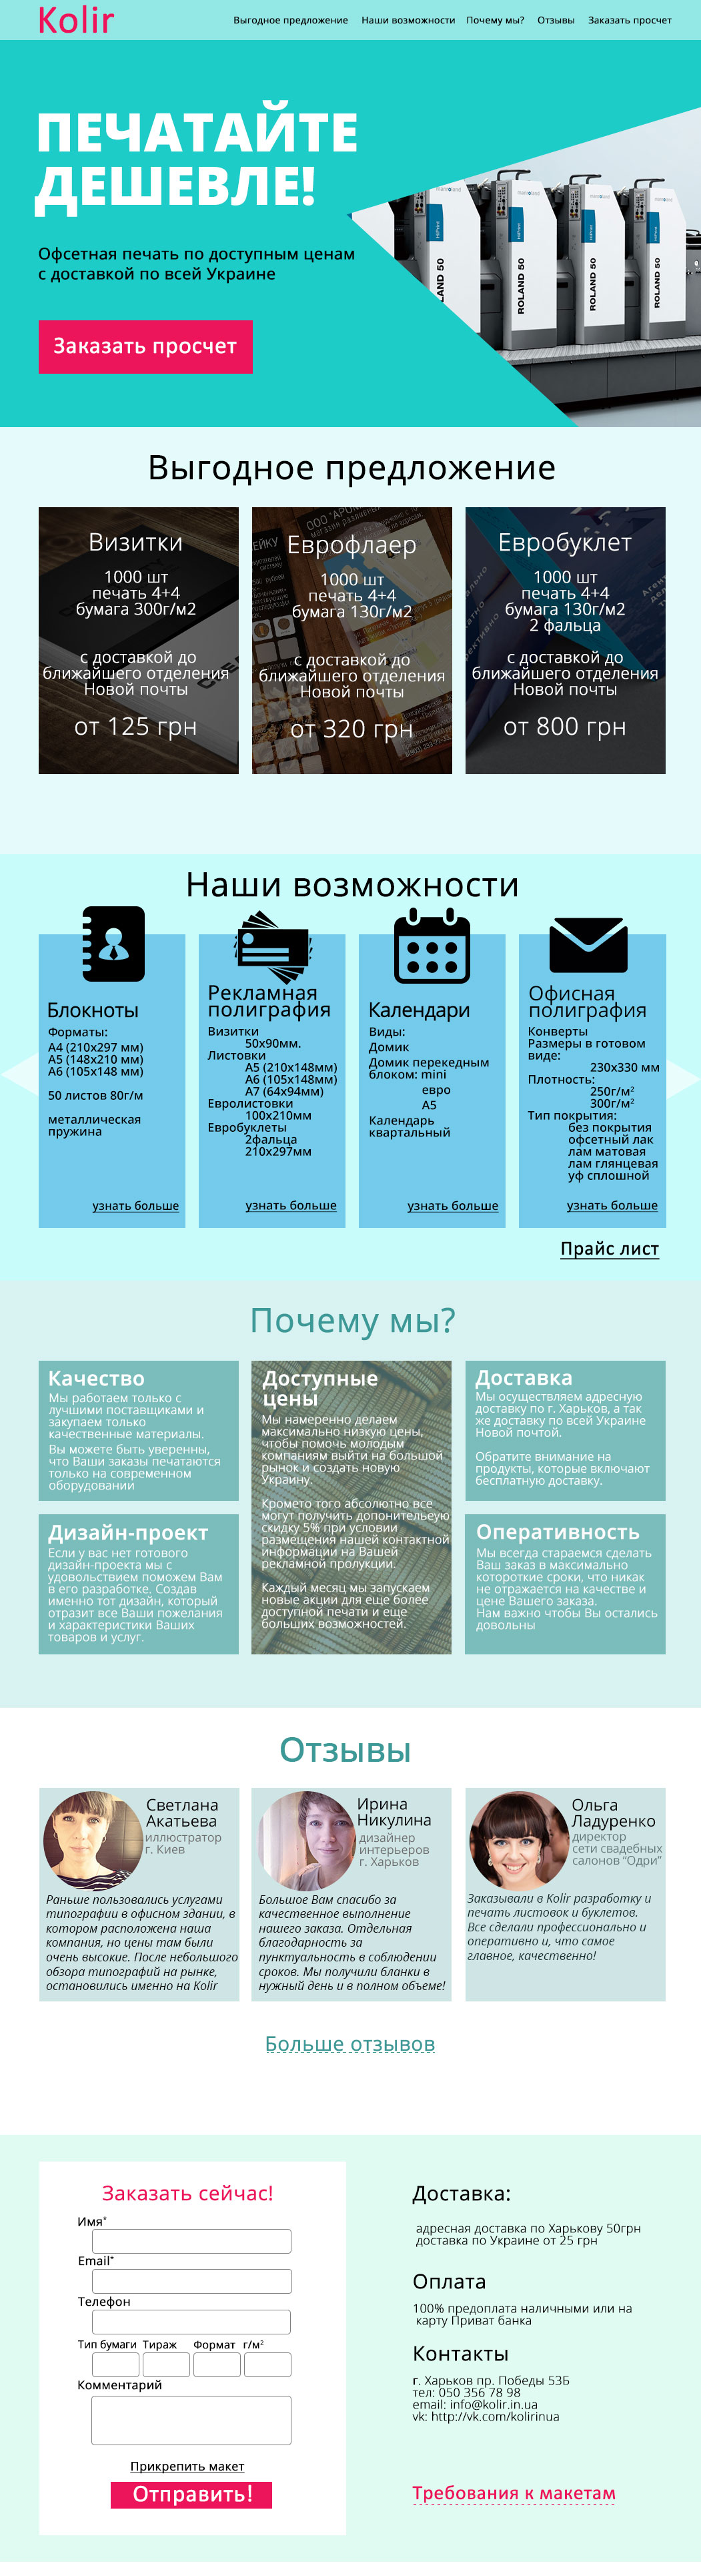 Kolir
Выгодное предложение Наши возможности Почему мы? Отзывы Заказать просчет
ПЕЧАТАЙТЕ
ДЕШЕВЛЕ!
Офсетная печать по доступным ценам
с доставкой по всей Украине
Заказать просчет
ROLAND 50
ROLAND 50
ROLAND 50
Выгодное предложение
Визитки
1000 шт
печать 4+4
бумага 300г/м2
с доставкой до
ближайшего отделения
Новой почты
от 125 грн
Еврофлаер
1000 шт
печать 4+4
бумага 130г/м2
с доставкой до
ближайшего отделения
Новой почты
от 320 грн
Евробуклет
1000 шт
печать 4+4
бумага 130г/м2
2 фальца
с доставкой до
ближайшего отделения
Новой почты
от 800 грн
Наши возможности
Блокноты
Форматы:
А4 (210х297 мм)
А5 (148х210 мм)
А6 (105х148 мм)
50 листов 80г/м
металлическая
пружина
узнать больше
Рекламная
полиграфия
Визитки
50х90мм.
Листовки
А5 (210х148мм)
А6 (105х148мм)
А7 (64х94мм)
Евролистовки
100х210мм
Евробуклеты
2фальца
210х297мм
узнать больше
Календари
Виды:
Домик
Домик перекедным
блоком: mini
евро
А5
Календарь
квартальный
узнать больше
Офисная
полиграфия
Конверты
Размеры в готовом
виде:
230х330 мм
Плотность:
250г/м²
300г/м²
Тип покрытия:
без покрытия
офсетный лак
лам матовая
лам глянцевая
уф сплошной
узнать больше
Прайс лист
Почему мы?
Качество
Мы работаем только с
лучшими поставщиками и
закупаем только
качественные материалы.
Вы можете быть уверенны,
что Ваши заказы печатаются
только на современном
оборудовании
Доступные
цены
Мы намеренно делаем
максимально низкую цены,
чтобы помочь молодым
компаниям выйти на большой
рынок и создать новую
Украину.
Крометого того абсолютно все
могут получить допонительеую
скидку 5% при условии
размещения нашей контактной
информации на Вашей
рекламной пролукции.
Каждый месяц мы запускаем
новые акции для еще более
доступной печати и еще
больших возможностей.
Доставка
Мы осуществляем адресную
доставку по г. Харьков, а так
же доставку по всей Украине
Новой почтой.
Обратите внимание на
продукты, которые включают
бесплатную доставку.
Дизайн-проект
Если у вас нет готового
дизайн-проекта мы с
удовольствием поможем Вам
в его разработке. Создав
именно тот дизайн, который
отразит все Ваши пожелания
и характеристики Ваших
товаров и услуг.
Оперативность
Мы всегда стараемся сделать
Ваш заказ в максимально
котороткие сроки, что никак
не отражается на качестве и
цене Вашего заказа.
Нам важно чтобы Вы остались
довольны
Отзывы
Светлана
Акатьева
иллюстратор
г. Киев
Раньше пользовались услугами
типографии в офисном здании, в
котором расположена наша
компания, но цены там были
очень высокие. После небольшого
обзора типографий на рынке,
остановились именно на Kolir
Ирина
Никулина
дизайнер
интерьеров
г. Харьков
Большое Вам спасибо за
качественное выполнение
нашего заказа. Отдельная
благодарность за
пунктуальность в соблюдении
сроков. Мы получили бланки в
нужный день и в полном объеме!
Ольга
Ладуренко
директор
сети свадебных
салонов “Одри”
Заказывали в Kolir разработку и
печать листовок и буклетов.
Все сделали профессионально и
оперативно и, что самое
главное, качественно!
Больше отзывов
Заказать сейчас!
Имя*
Email*
Телефон
Тип бумаги Тираж Формат г/м²
Комментарий
Прикрепить макет
Отправить!
Доставка:
адресная доставка по Харькову 50грн
доставка по Украине от 25 грн
Оплата
100% предоплата наличными или на
карту Приват банка
Контакты
г. Харьков пр. Победы 53Б
тел: 050 356 78 98
email: info@kolir.in.ua
vk: http://vk.com/kolirinua
Требования к макетам